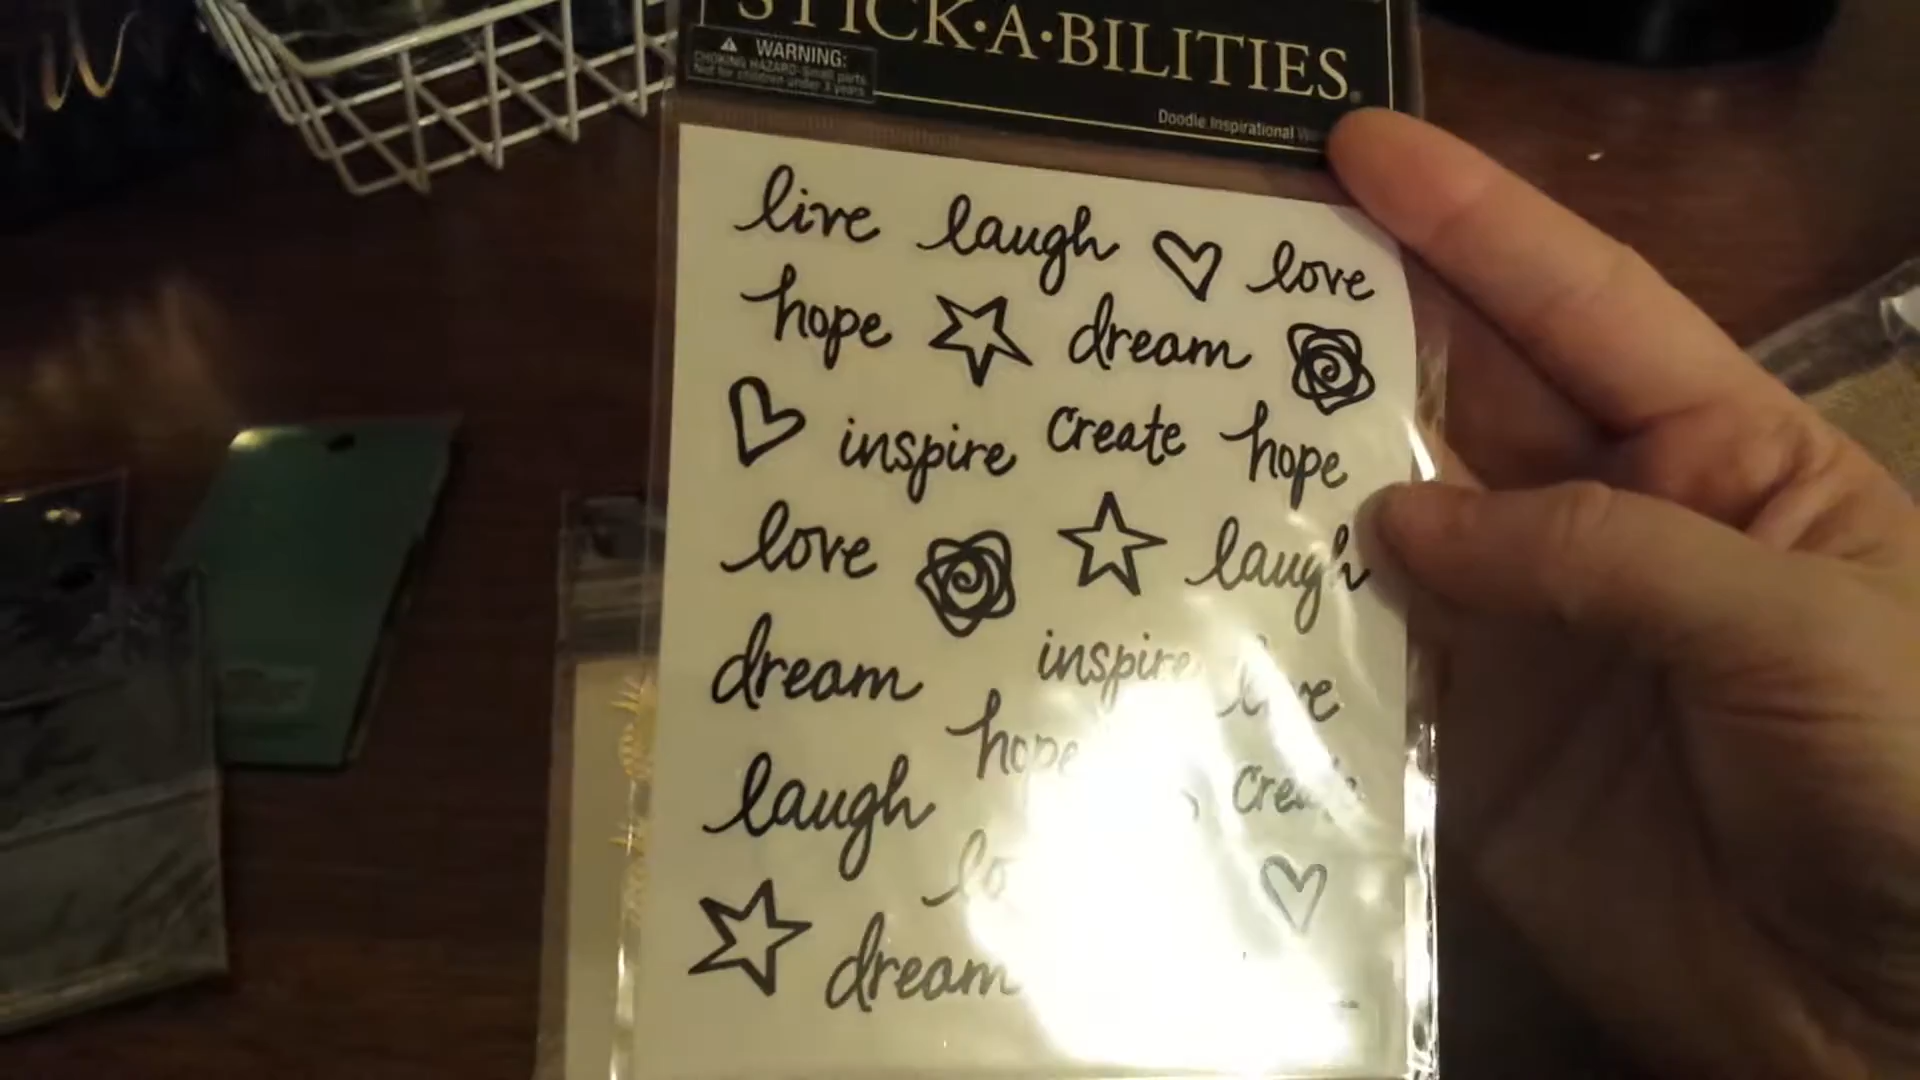 STICK•A•BILITIES®
WARNING:
CHOKING HAZARD-Small parts
Not for children under 3 years
Doodle Inspirational
live laugh love
hope dream
inspire create hope
love laugh
dream inspire
hope
laugh create
dream